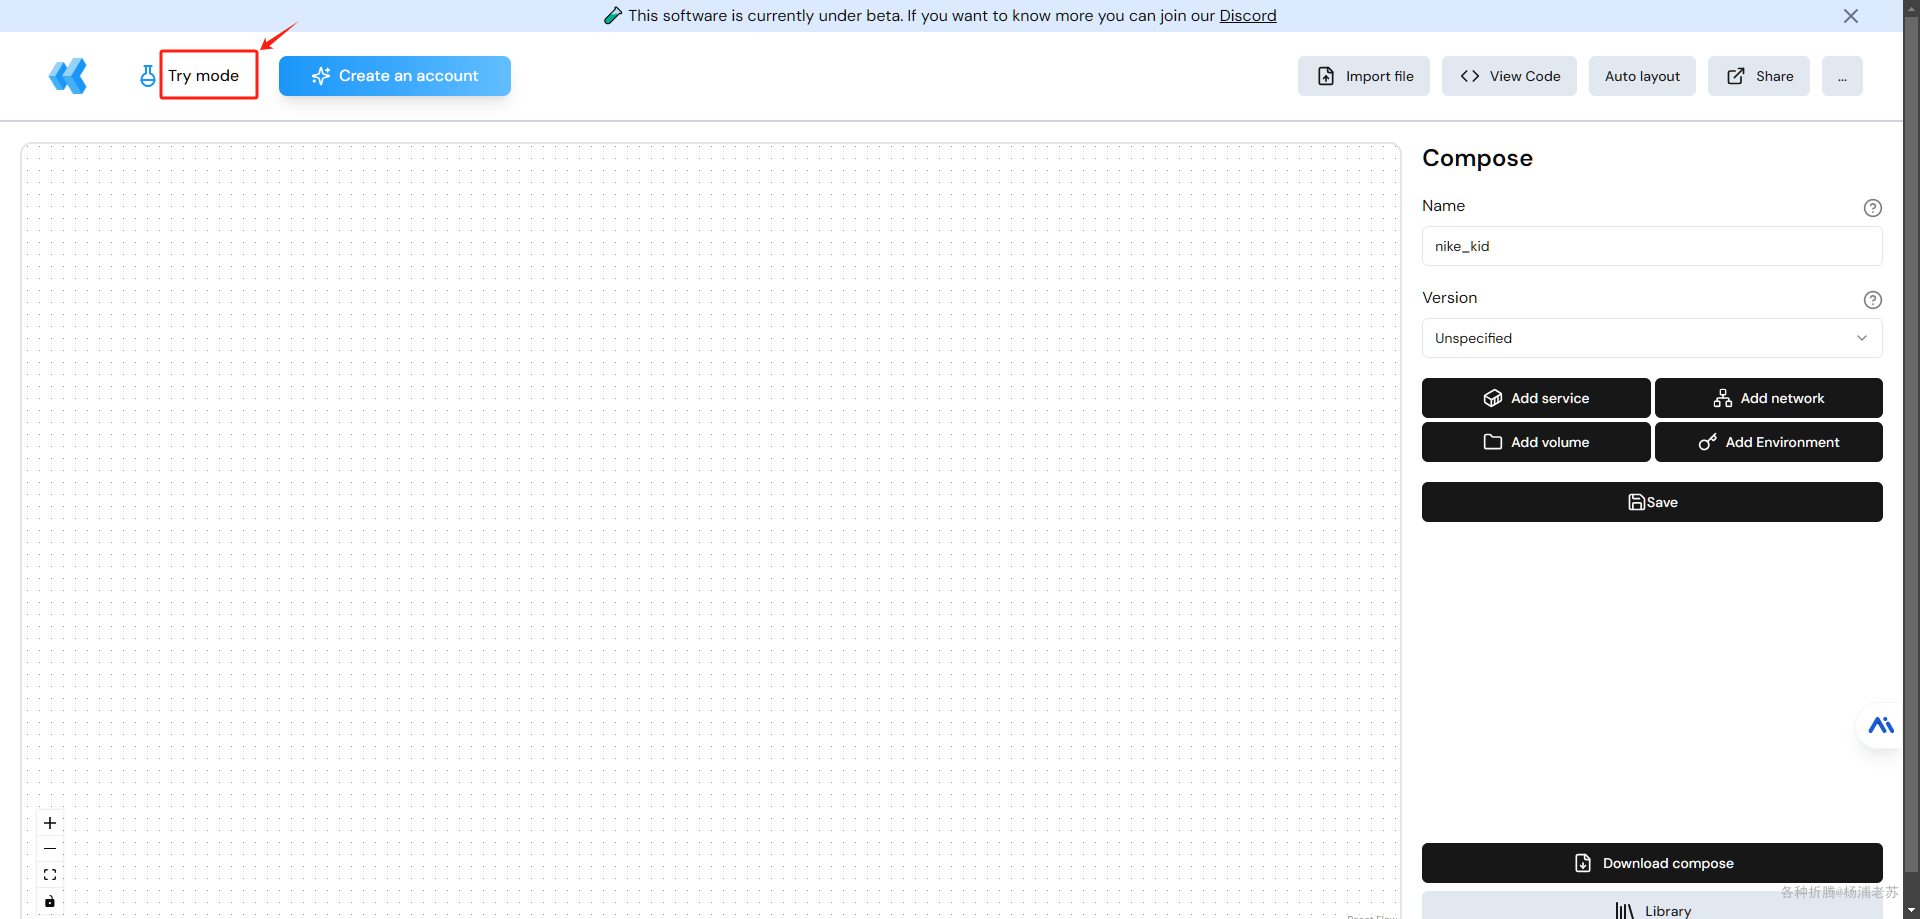 This software is currently under beta. If you want to know more you can join our Discord
Try mode
Create an account
Import file
View Code
Auto layout
Share
...
Compose
Name
nike_kid
Version
Unspecified
Add service
Add network
Add volume
Add Environment
Save
Download compose
各种折腾@杨浦老苏
Library